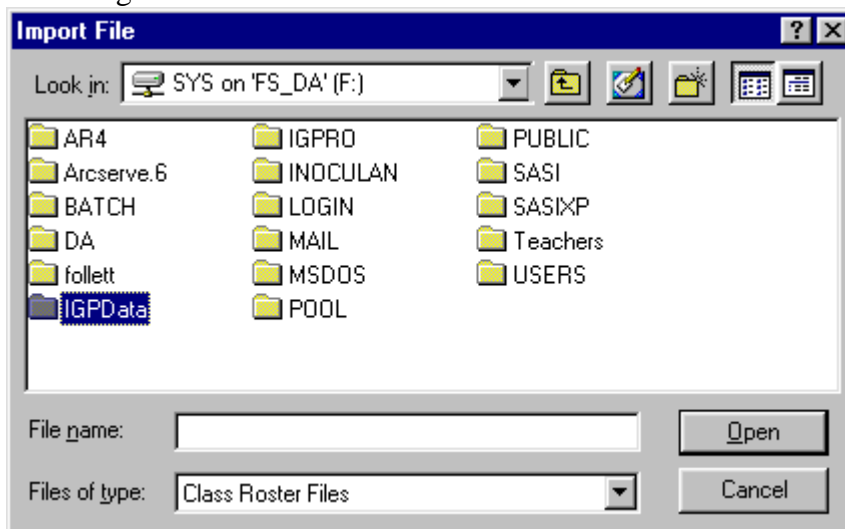 Import File
Look in: SYS on 'FS_DA' (F:)
AR4 IGPRO PUBLIC
Arcserve.6 INOCULAN SASI
BATCH LOGIN SASIXP
DA MAIL Teachers
follett MSDOS USERS
IGPData POOL
File name: Open
Files of type: Class Roster Files Cancel